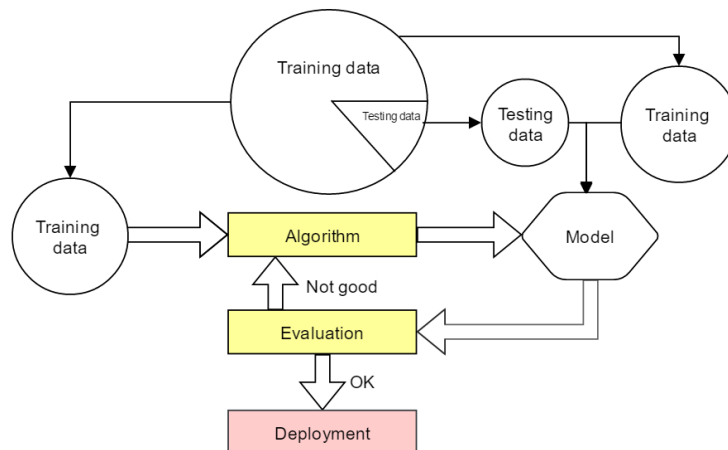 Training data
Testing data
Testing
data
Training
data
Training
data
Algorithm
Model
Not good
Evaluation
OK
Deployment